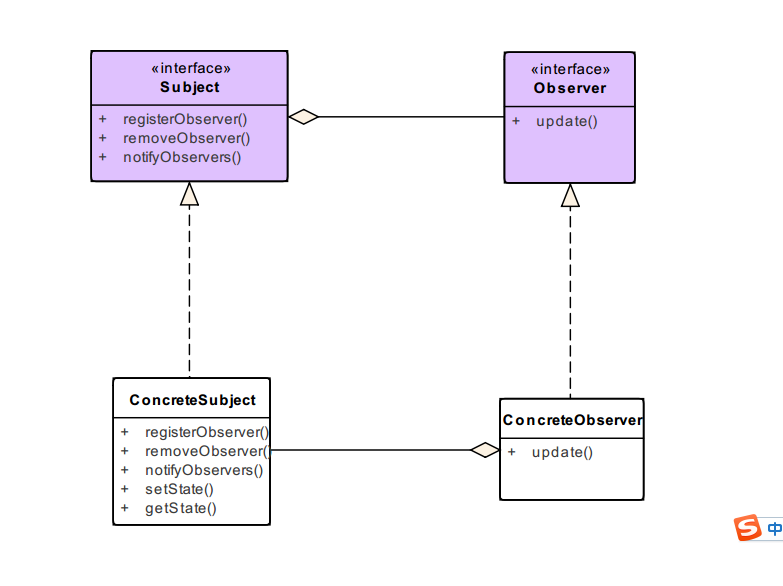 «interface»
Subject
+ registerObserver()
+ removeObserver()
+ notifyObservers()
«interface»
Observer
+ update()
ConcreteSubject
+ registerObserver()
+ removeObserver()
+ notifyObservers()
+ setState()
+ getState()
ConcreteObserver
+ update()
S 中